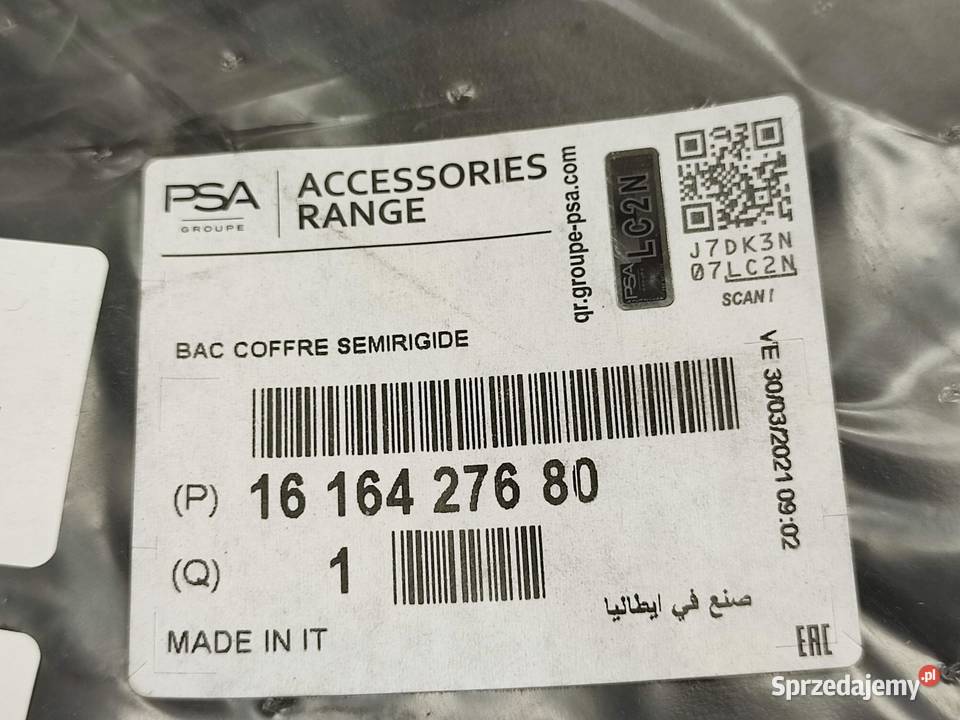 PSA
GROUPE
ACCESSORIES
RANGE
qr.groupe-psa.com
PSA LC2N
J7DK3N
07LC2N
SCAN!
BAC COFFRE SEMIRIGIDE
VE 30/03/2021 09:02
(P) 16 164 276 80
(Q) 1
صنع في ايطاليا
MADE IN IT
EAC
Sprzedajemy.pl